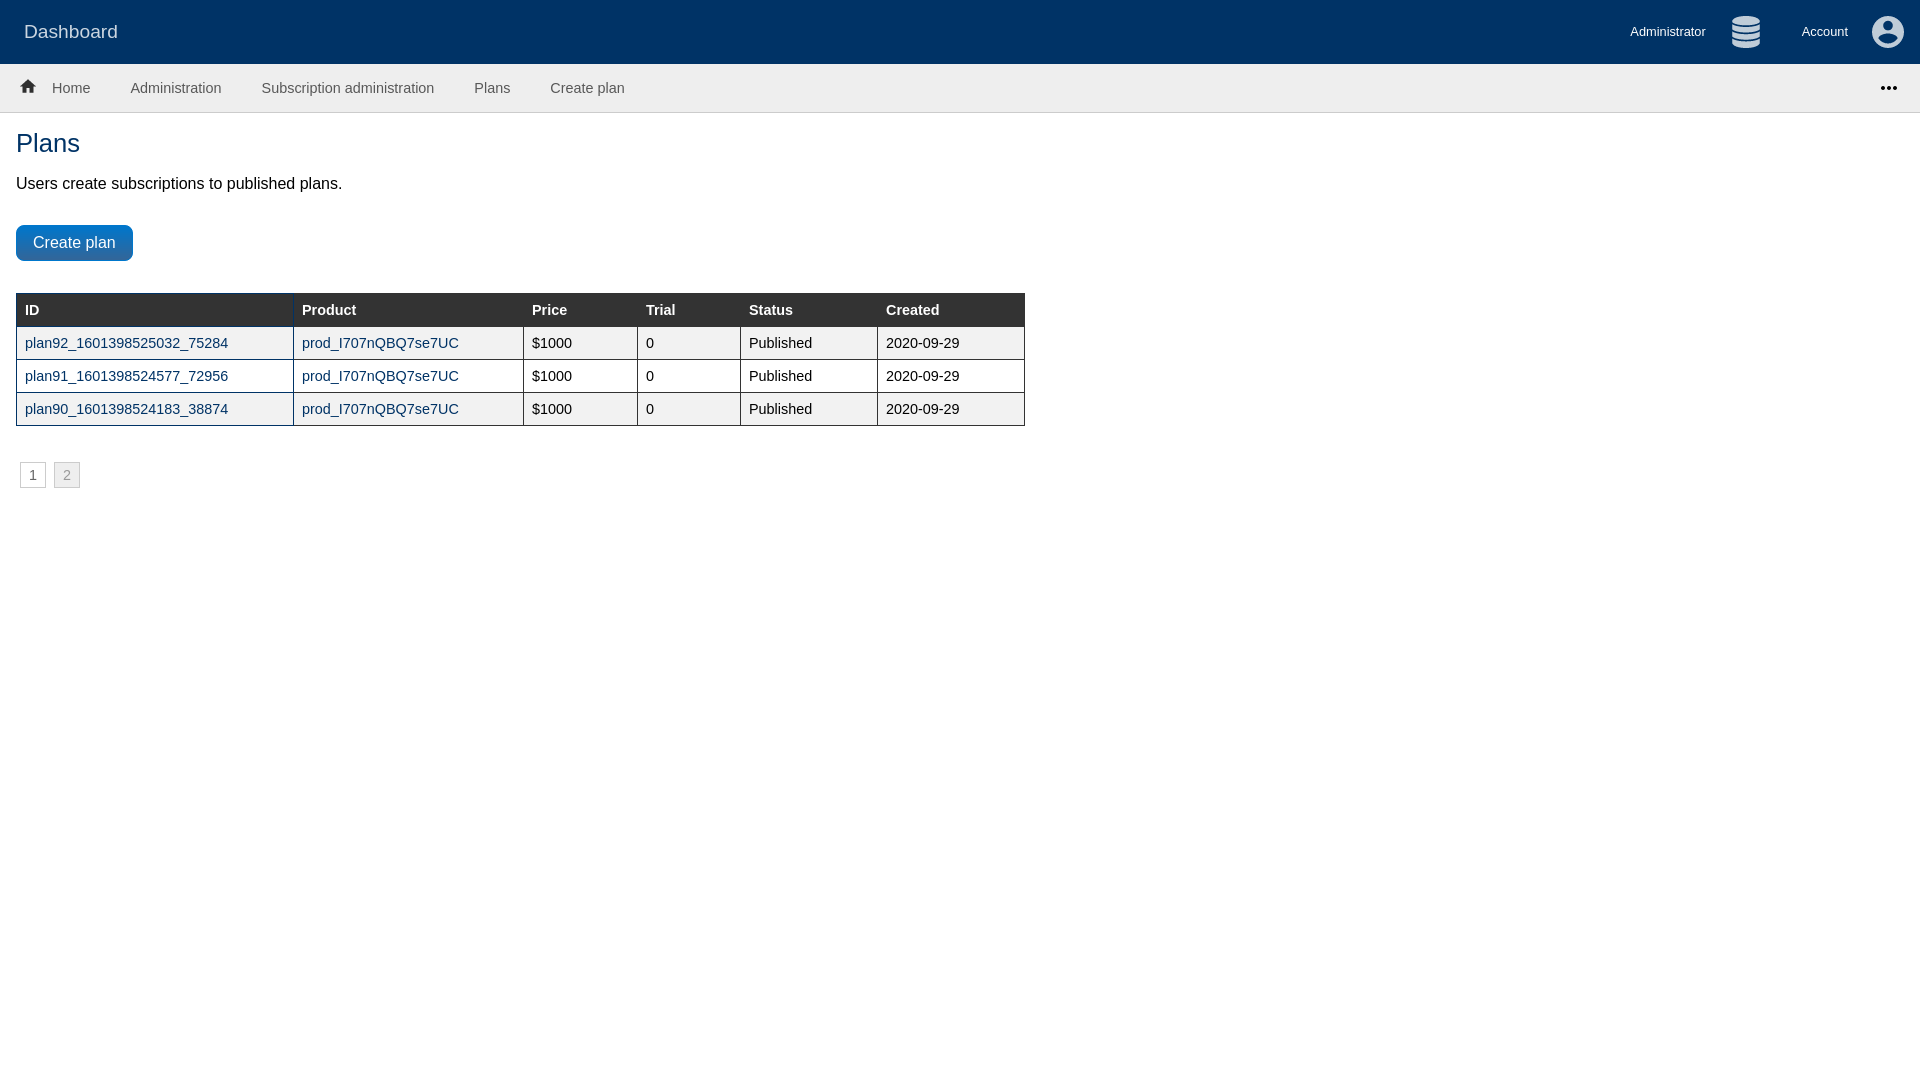 Dashboard
Administrator
Account
Home
Administration
Subscription administration
Plans
Create plan
Plans
Users create subscriptions to published plans.
Create plan
ID Product Price Trial Status Created
plan92_1601398525032_75284 prod_I707nQBQ7se7UC $1000 0 Published 2020-09-29
plan91_1601398524577_72956 prod_I707nQBQ7se7UC $1000 0 Published 2020-09-29
plan90_1601398524183_38874 prod_I707nQBQ7se7UC $1000 0 Published 2020-09-29
1 2